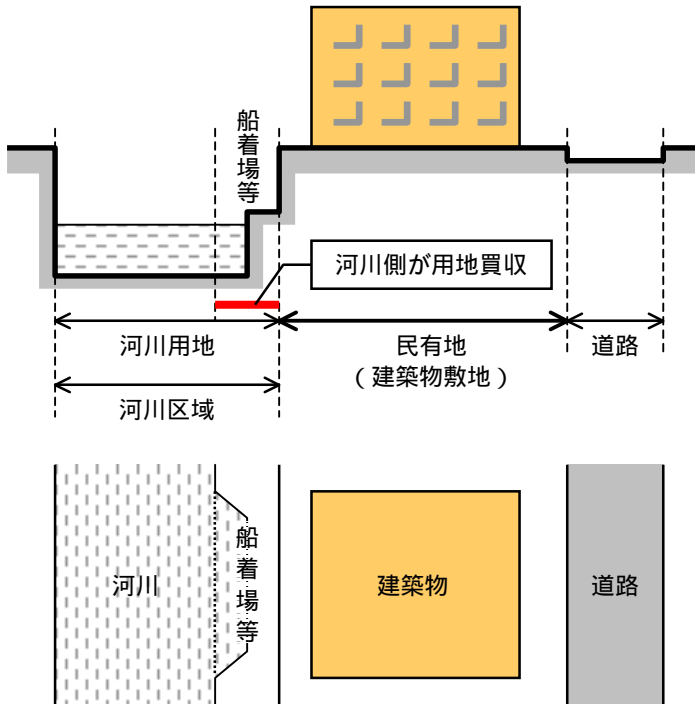 船着場等
河川側が用地買収
河川用地
民有地
（建築物敷地）
道路
河川区域
河川
船着場等
建築物
道路